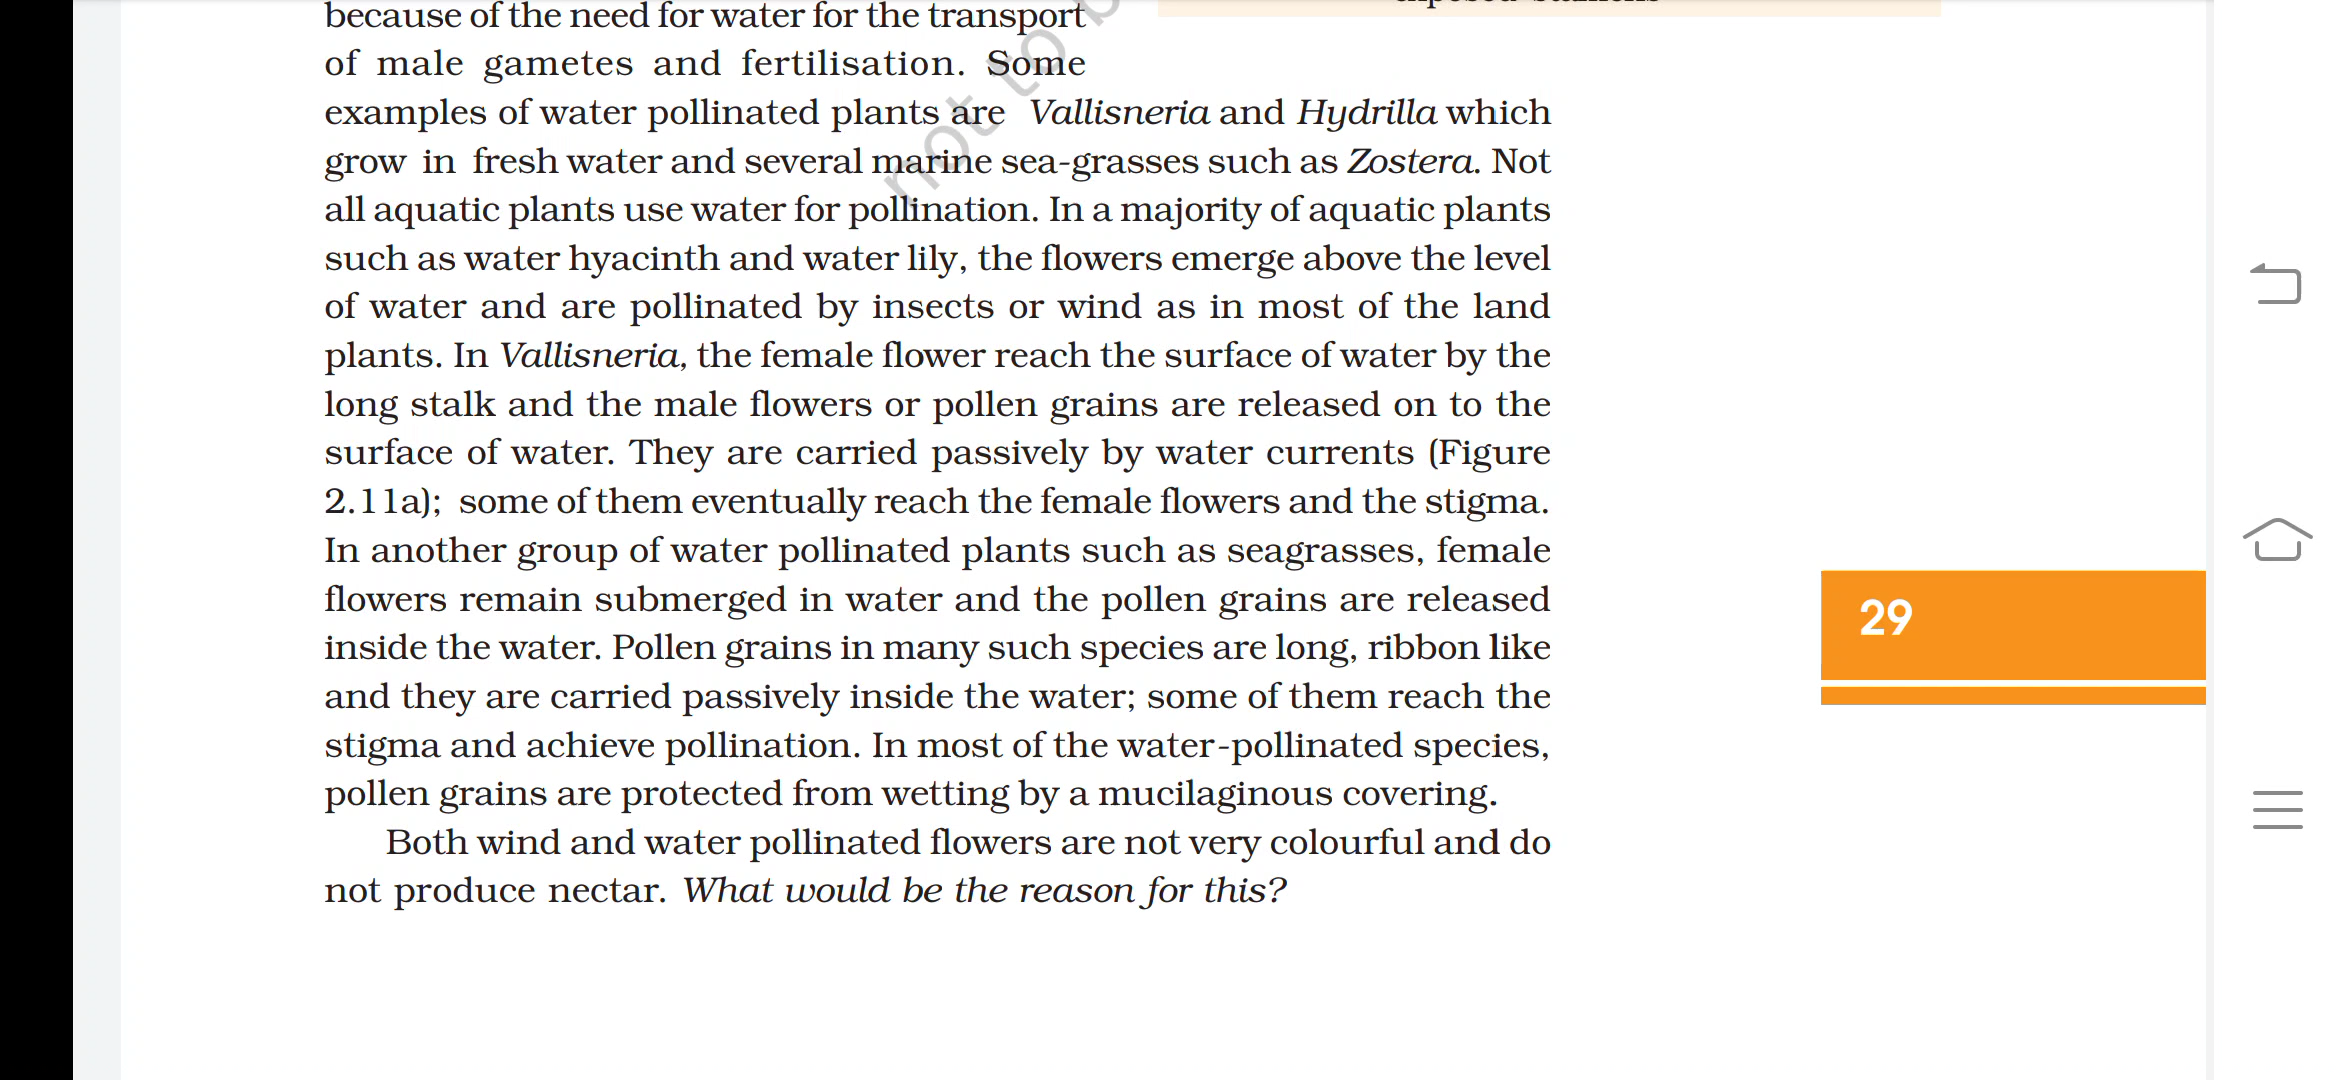 because of the need for water for the transport
of male gametes and fertilisation. Some
examples of water pollinated plants are Vallisneria and Hydrilla which
grow in fresh water and several marine sea-grasses such as Zostera. Not
all aquatic plants use water for pollination. In a majority of aquatic plants
such as water hyacinth and water lily, the flowers emerge above the level
of water and are pollinated by insects or wind as in most of the land
plants. In Vallisneria, the female flower reach the surface of water by the
long stalk and the male flowers or pollen grains are released on to the
surface of water. They are carried passively by water currents (Figure
2.11a); some of them eventually reach the female flowers and the stigma.
In another group of water pollinated plants such as seagrasses, female
flowers remain submerged in water and the pollen grains are released
inside the water. Pollen grains in many such species are long, ribbon like
and they are carried passively inside the water; some of them reach the
stigma and achieve pollination. In most of the water-pollinated species,
pollen grains are protected from wetting by a mucilaginous covering.
Both wind and water pollinated flowers are not very colourful and do
not produce nectar. What would be the reason for this?
29
not to b